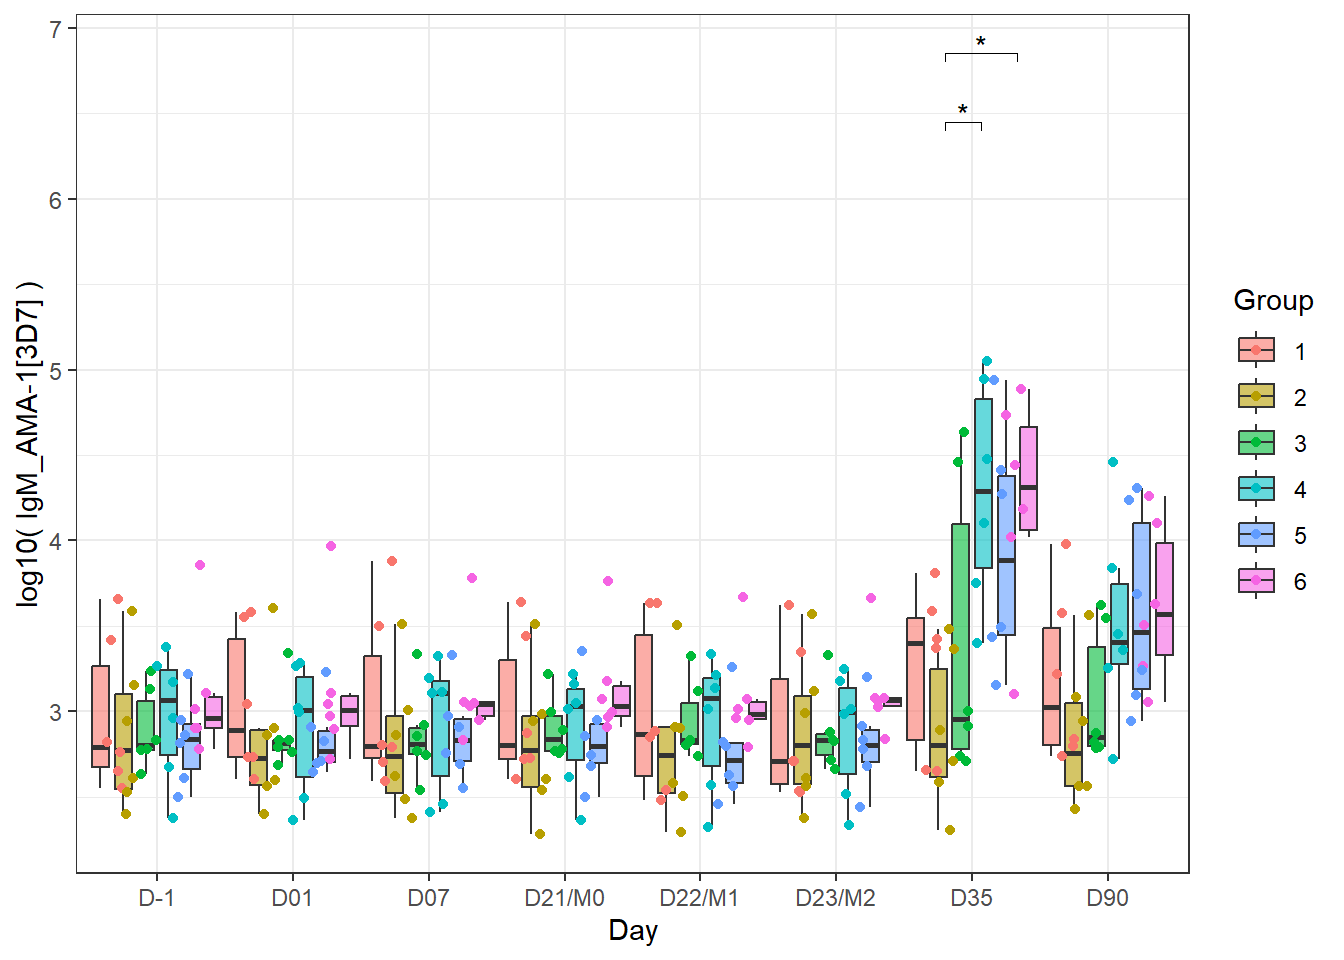 7
6
5
4
3
log10( IgM_AMA-1[3D7] )
*
*
D-1
D01
D07
D21/M0
D22/M1
D23/M2
D35
D90
Day
Group
1
2
3
4
5
6